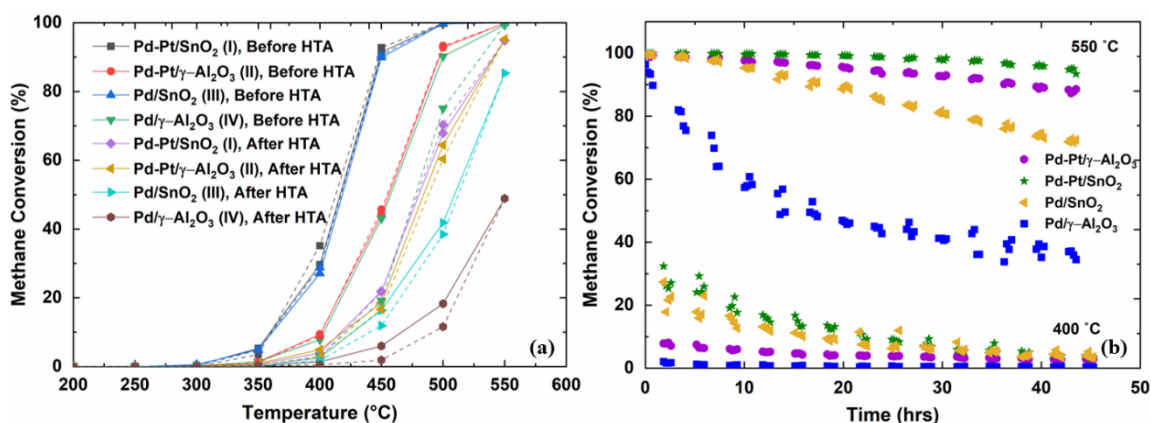 100
80
60
40
20
0
Methane Conversion (%)
Pd-Pt/SnO₂ (I), Before HTA
Pd-Pt/γ–Al₂O₃ (II), Before HTA
Pd/SnO₂ (III), Before HTA
Pd/γ–Al₂O₃ (IV), Before HTA
Pd-Pt/SnO₂ (I), After HTA
Pd-Pt/γ–Al₂O₃ (II), After HTA
Pd/SnO₂ (III), After HTA
Pd/γ–Al₂O₃ (IV), After HTA
(a)
200 250 300 350 400 450 500 550 600
Temperature (°C)
100
80
60
40
20
0
Methane Conversion (%)
550 ˚C
Pd-Pt/γ–Al₂O₃
Pd-Pt/SnO₂
Pd/SnO₂
Pd/γ–Al₂O₃
400 ˚C
(b)
0 10 20 30 40 50
Time (hrs)